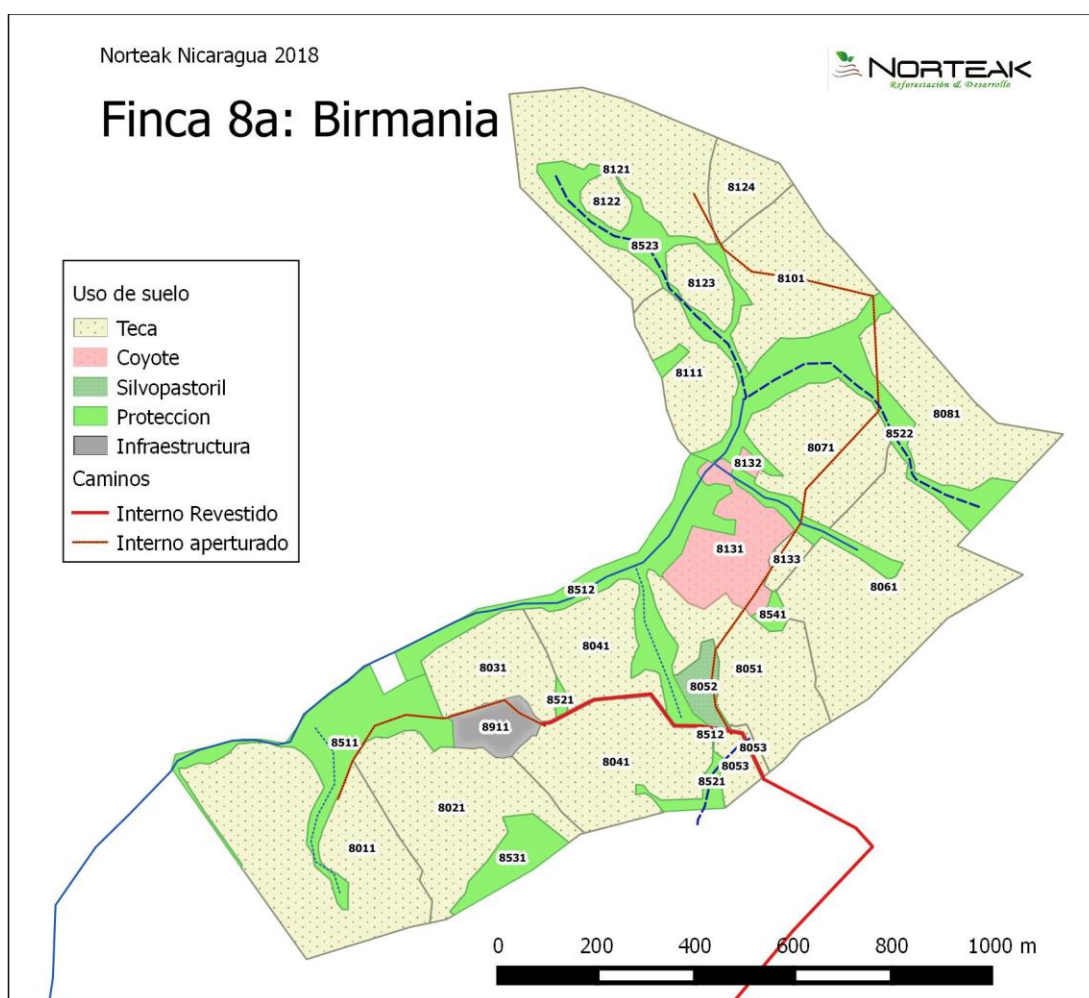 Norteak Nicaragua 2018
NORTEAK
Reforestación & Desarrollo
Finca 8a: Birmania
Uso de suelo
Teca
Coyote
Silvopastoril
Proteccion
Infraestructura
Caminos
Interno Revestido
Interno aperturado
8121
8124
8122
8523
8123
8101
8111
8081
8522
8071
8132
8131
8133
8061
8512
8541
8041
8031
8051
8052
8521
8911
8512
8511
8053
8041
8053
8521
8021
8011
8531
0 200 400 600 800 1000 m